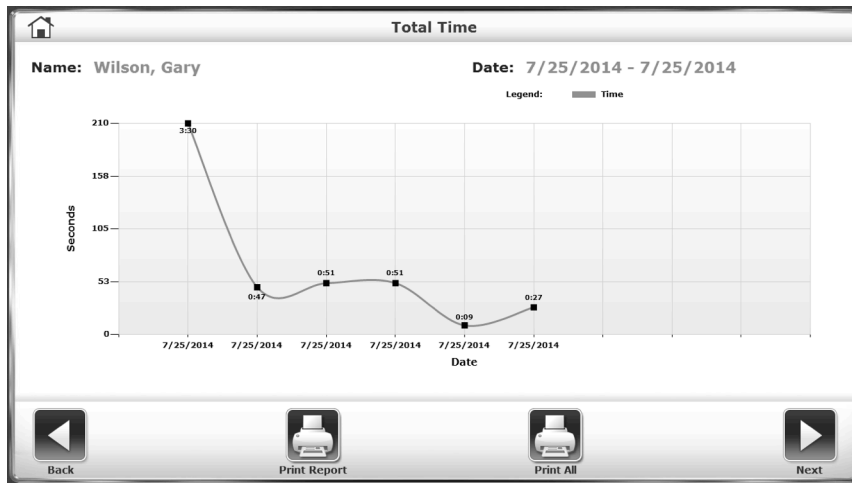 Total Time
Name: Wilson, Gary
Date: 7/25/2014 - 7/25/2014
Legend: Time
210
3:30
158
105
Seconds
53
0:47
0:51
0:51
0:09
0:27
0
7/25/2014 7/25/2014 7/25/2014 7/25/2014 7/25/2014 7/25/2014
Date
Back
Print Report
Print All
Next